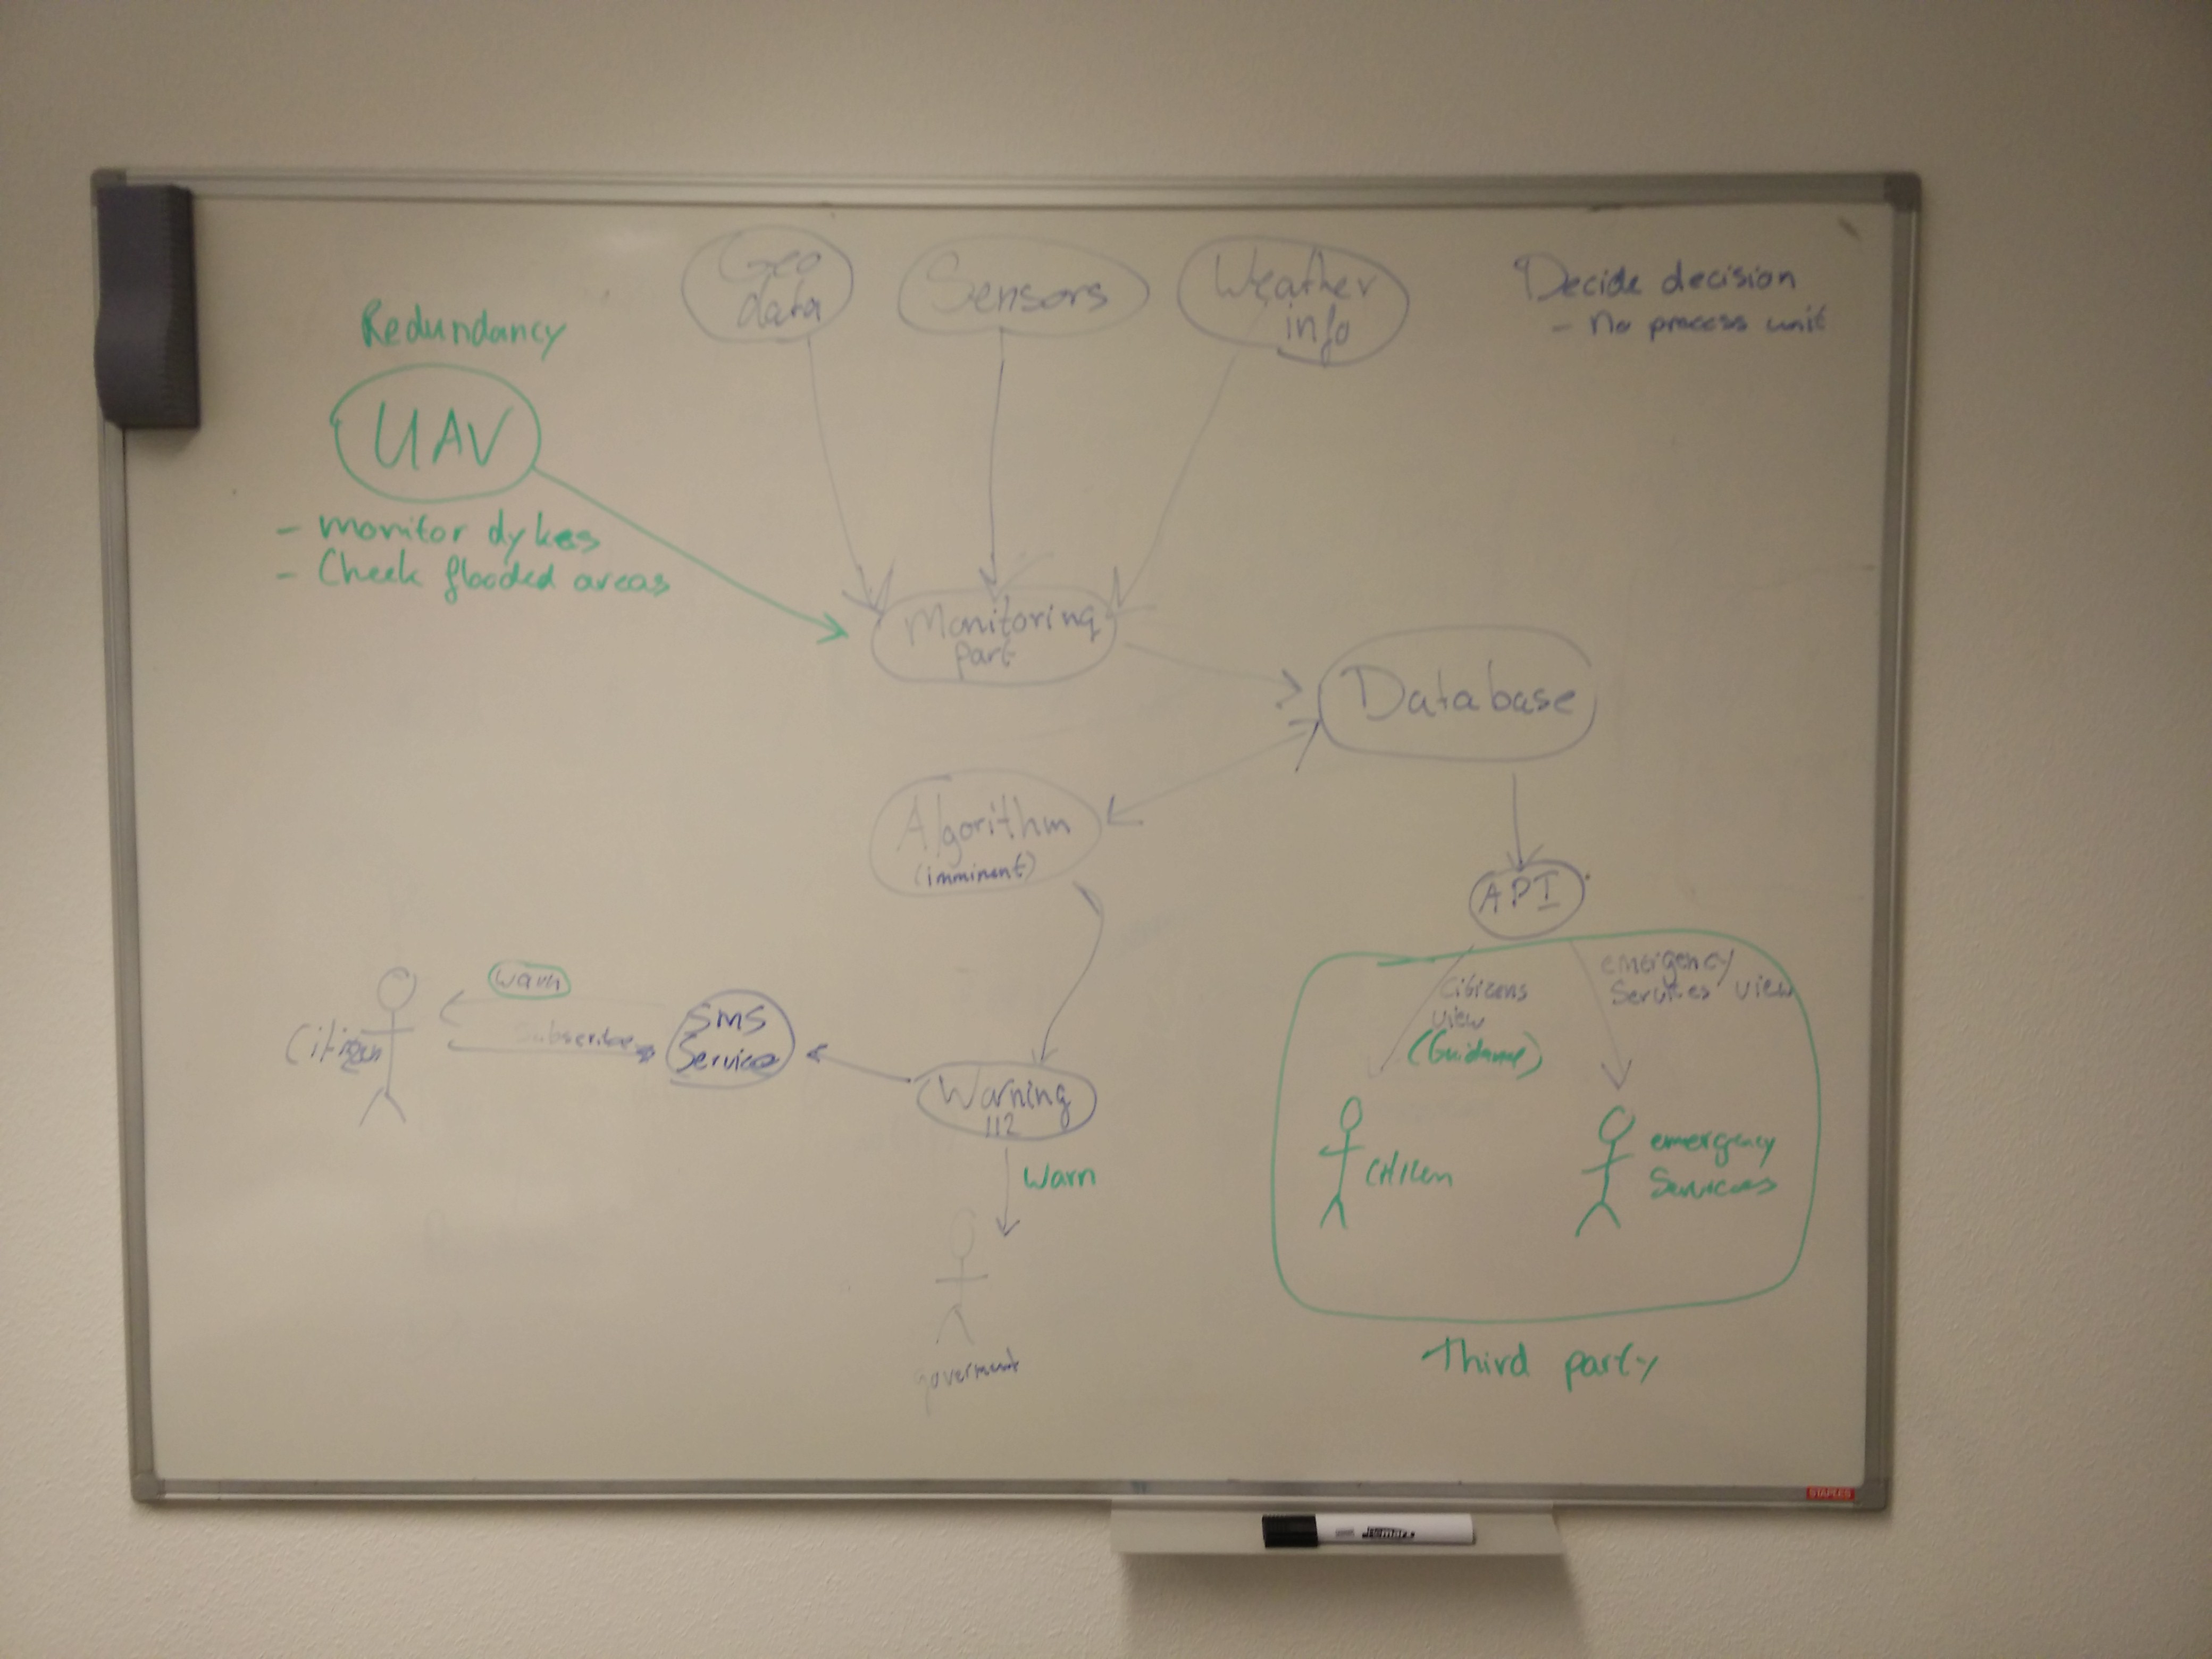 Geo
data
Sensors
Weather
info
Decide decision
- No process unit
Redundancy
UAV
- monitor dykes
- Check flooded areas
Monitoring
part
Database
Algorithm
(imminent)
API
Citizens
view
(Guidance)
emergency
Services view
Citizen
warn
Subscribe
SMS
Service
Warning
112
Warn
goverment
Citizen
emergency
Services
Third party
STAPLES